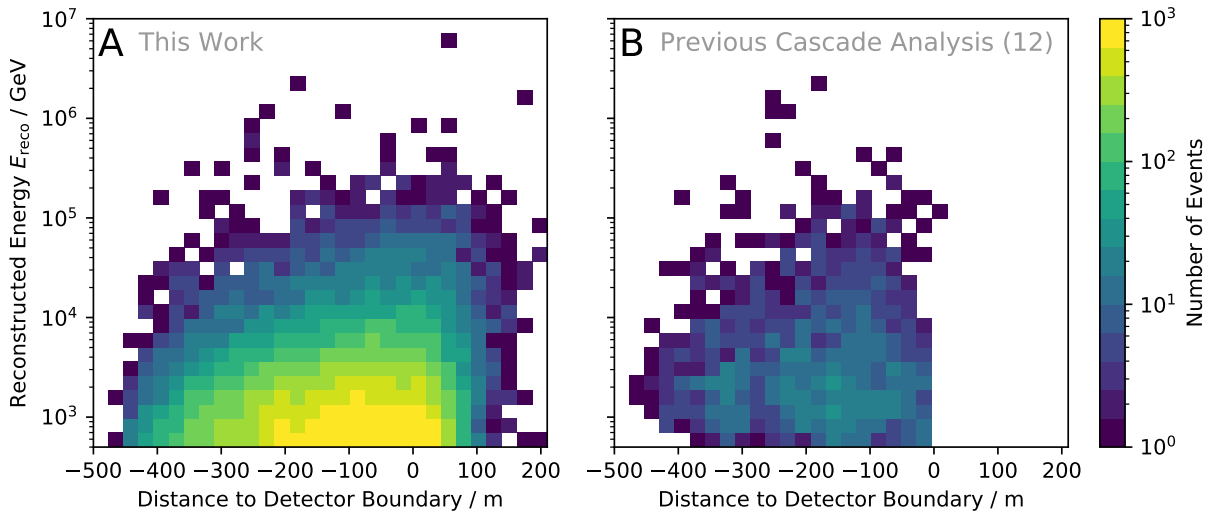 A This Work
B Previous Cascade Analysis (12)
Reconstructed Energy E_reco / GeV
10^7
10^6
10^5
10^4
10^3
−500 −400 −300 −200 −100 0 100 200
Distance to Detector Boundary / m
−500 −400 −300 −200 −100 0 100 200
Distance to Detector Boundary / m
10^3
10^2
10^1
10^0
Number of Events